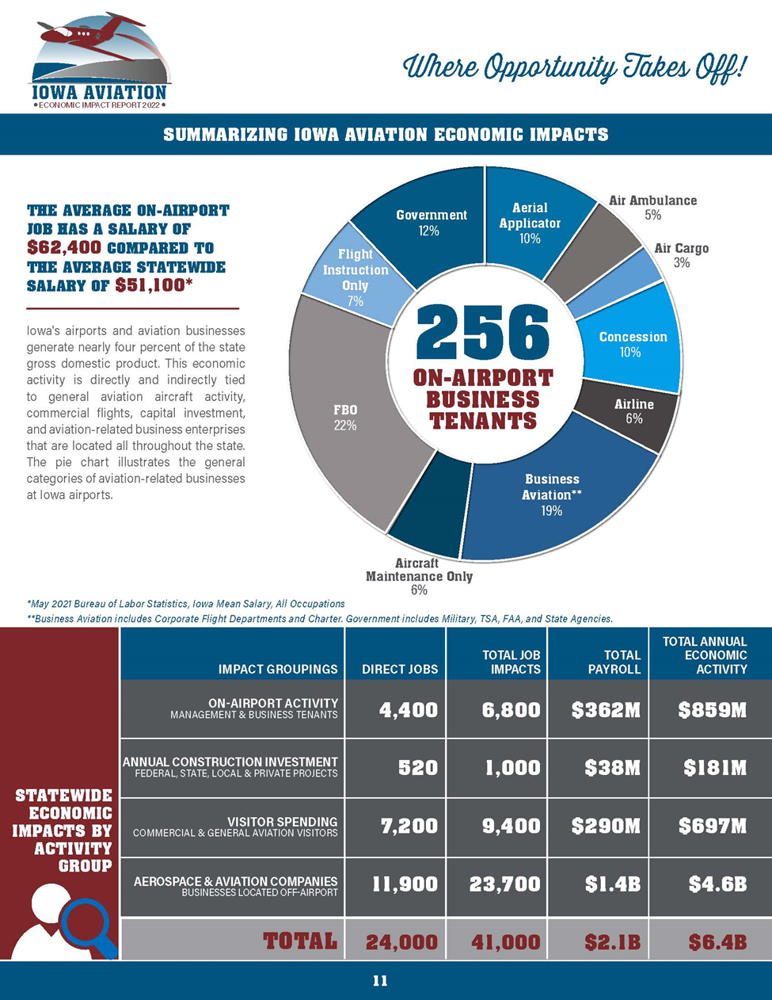 IOWA AVIATION
• ECONOMIC IMPACT REPORT 2022 •
Where Opportunity Takes Off!
SUMMARIZING IOWA AVIATION ECONOMIC IMPACTS
THE AVERAGE ON-AIRPORT
JOB HAS A SALARY OF
$62,400 COMPARED TO
THE AVERAGE STATEWIDE
SALARY OF $51,100*
Iowa's airports and aviation businesses
generate nearly four percent of the state
gross domestic product. This economic
activity is directly and indirectly tied
to general aviation aircraft activity,
commercial flights, capital investment,
and aviation-related business enterprises
that are located all throughout the state.
The pie chart illustrates the general
categories of aviation-related businesses
at Iowa airports.
Government
12%
Aerial
Applicator
10%
Air Ambulance
5%
Air Cargo
3%
Concession
10%
Airline
6%
Business
Aviation**
19%
Aircraft
Maintenance Only
6%
FBO
22%
Flight
Instruction
Only
7%
256
ON-AIRPORT
BUSINESS
TENANTS
*May 2021 Bureau of Labor Statistics, Iowa Mean Salary, All Occupations
**Business Aviation includes Corporate Flight Departments and Charter. Government includes Military, TSA, FAA, and State Agencies.
STATEWIDE
ECONOMIC
IMPACTS BY
ACTIVITY
GROUP
IMPACT GROUPINGS
DIRECT JOBS
TOTAL JOB
IMPACTS
TOTAL
PAYROLL
TOTAL ANNUAL
ECONOMIC
ACTIVITY
ON-AIRPORT ACTIVITY
MANAGEMENT & BUSINESS TENANTS
4,400 6,800 $362M $859M
ANNUAL CONSTRUCTION INVESTMENT
FEDERAL, STATE, LOCAL & PRIVATE PROJECTS
520 1,000 $38M $181M
VISITOR SPENDING
COMMERCIAL & GENERAL AVIATION VISITORS
7,200 9,400 $290M $697M
AEROSPACE & AVIATION COMPANIES
BUSINESSES LOCATED OFF-AIRPORT
11,900 23,700 $1.4B $4.6B
TOTAL 24,000 41,000 $2.1B $6.4B
11